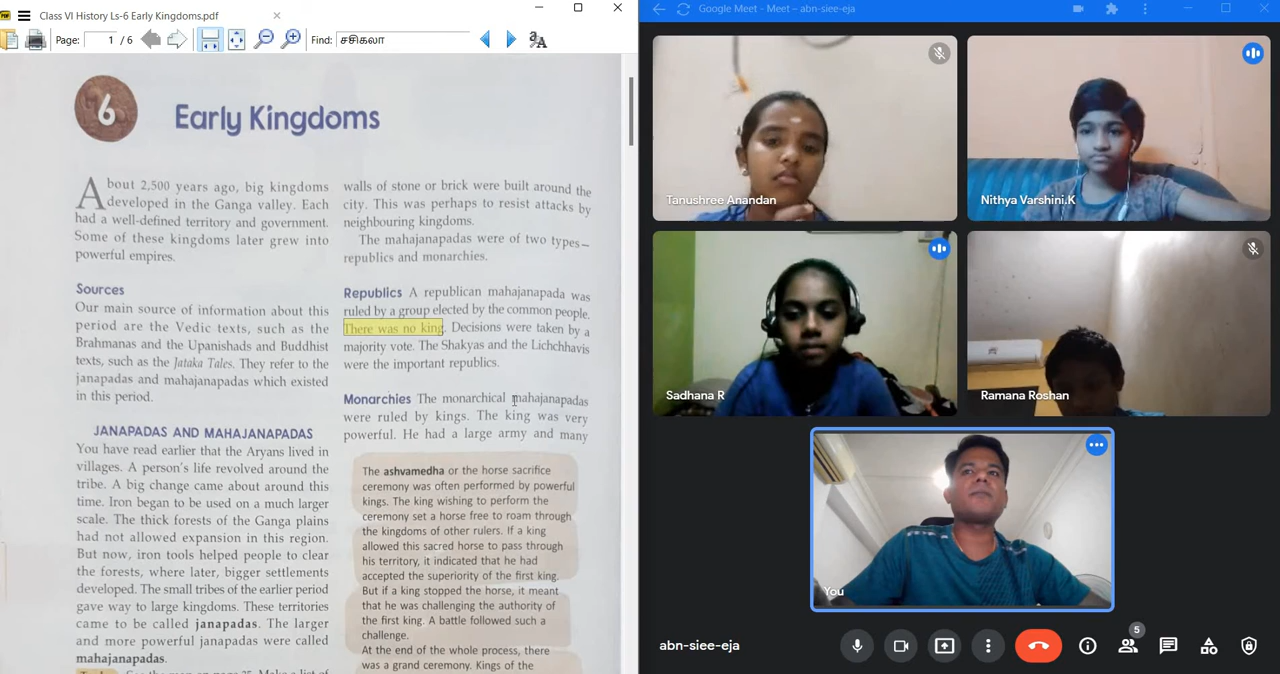 Class VI History Ls-6 Early Kingdoms.pdf
Page: 1 / 6
Find:
6
Early Kingdoms
About 2,500 years ago, big kingdoms
developed in the Ganga valley. Each
had a well-defined territory and government.
Some of these kingdoms later grew into
powerful empires.
Sources
Our main source of information about this
period are the Vedic texts, such as the
Brahmanas and the Upanishads and Buddhist
texts, such as the Jataka Tales. They refer to the
janapadas and mahajanapadas which existed
in this period.
JANAPADAS AND MAHAJANAPADAS
You have read earlier that the Aryans lived in
villages. A person's life revolved around the
tribe. A big change came about around this
time. Iron began to be used on a much larger
scale. The thick forests of the Ganga plains
had not allowed expansion in this region.
But now, iron tools helped people to clear
the forests, where later, bigger settlements
developed. The small tribes of the earlier period
gave way to large kingdoms. These territories
came to be called janapadas. The larger
and more powerful janapadas were called
mahajanapadas.
walls of stone or brick were built around the
city. This was perhaps to resist attacks by
neighbouring kingdoms.
The mahajanapadas were of two types–
republics and monarchies.
Republics A republican mahajanapada was
ruled by a group elected by the common people.
There was no king. Decisions were taken by a
majority vote. The Shakyas and the Lichchhavis
were the important republics.
Monarchies The monarchical mahajanapadas
were ruled by kings. The king was very
powerful. He had a large army and many
The ashvamedha or the horse sacrifice
ceremony was often performed by powerful
kings. The king wishing to perform the
ceremony set a horse free to roam through
the kingdoms of other rulers. If a king
allowed this sacred horse to pass through
his territory, it indicated that he had
accepted the superiority of the first king.
But if a king stopped the horse, it meant
that he was challenging the authority of
the first king. A battle followed such a
challenge.
At the end of the whole process, there
was a grand ceremony. Kings of the
Google Meet - Meet – abn-siee-eja
Tanushree Anandan
Nithya Varshini.K
Sadhana R
Ramana Roshan
You
abn-siee-eja
5